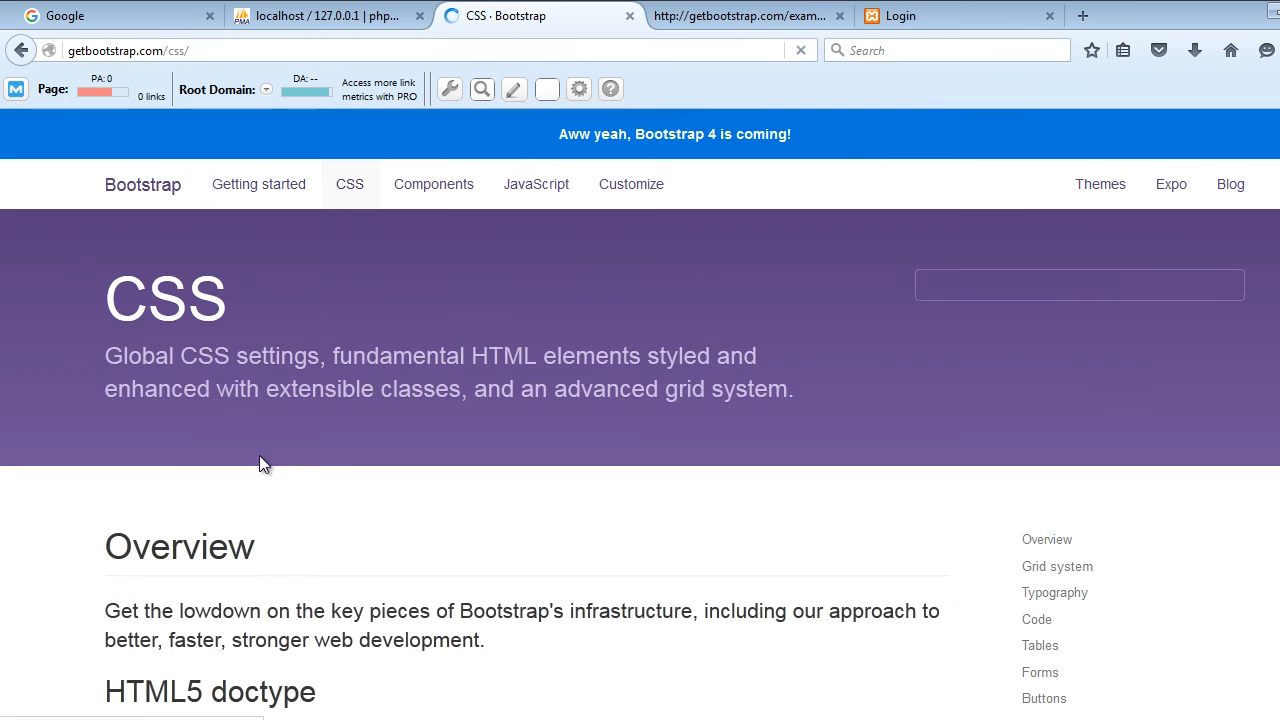 Google
localhost / 127.0.0.1 | php...
CSS · Bootstrap
http://getbootstrap.com/exam...
Login
getbootstrap.com/css/
Search
Page:
PA: 0
0 links
Root Domain:
DA: --
Access more link
metrics with PRO
Aww yeah, Bootstrap 4 is coming!
Bootstrap
Getting started
CSS
Components
JavaScript
Customize
Themes
Expo
Blog
CSS
Global CSS settings, fundamental HTML elements styled and
enhanced with extensible classes, and an advanced grid system.
Overview
Get the lowdown on the key pieces of Bootstrap's infrastructure, including our approach to
better, faster, stronger web development.
HTML5 doctype
Overview
Grid system
Typography
Code
Tables
Forms
Buttons